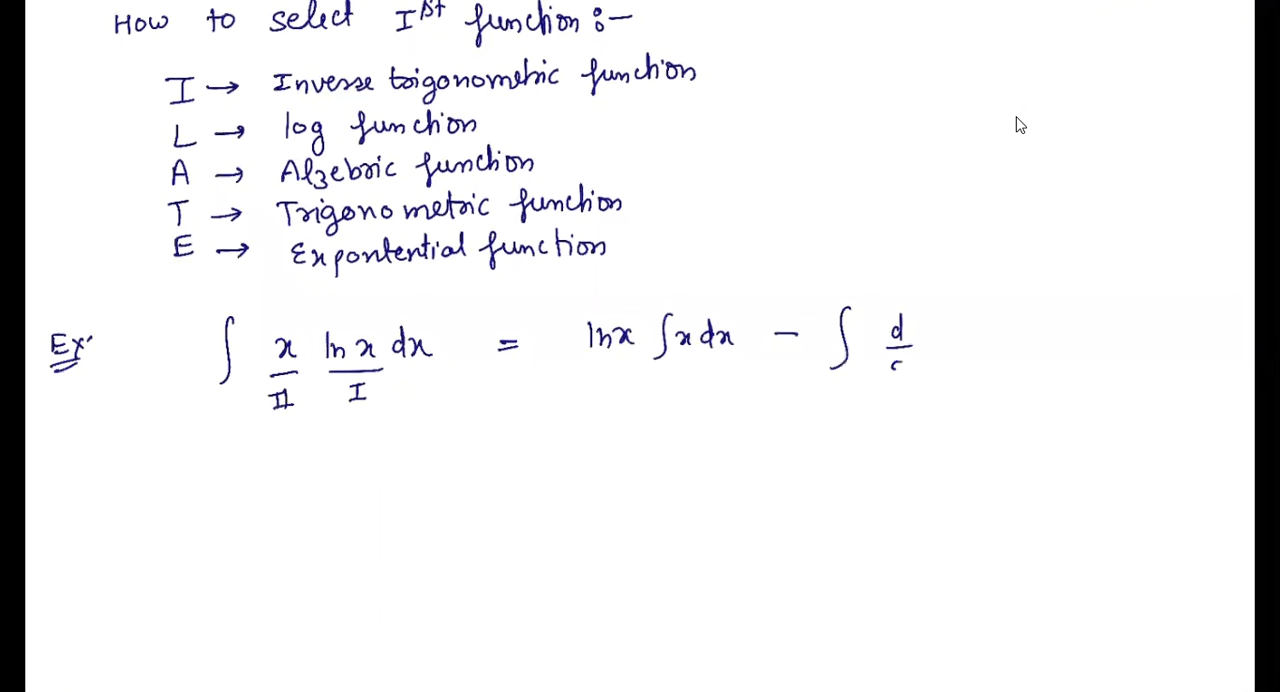 How to select Ist function :-
I → Inverse trigonometric function
L → log function
A → Algebric function
T → Trigonometric function
E → Expontential function
Ex: ∫ x ln x dx = lnx ∫x dx - ∫ d
II I